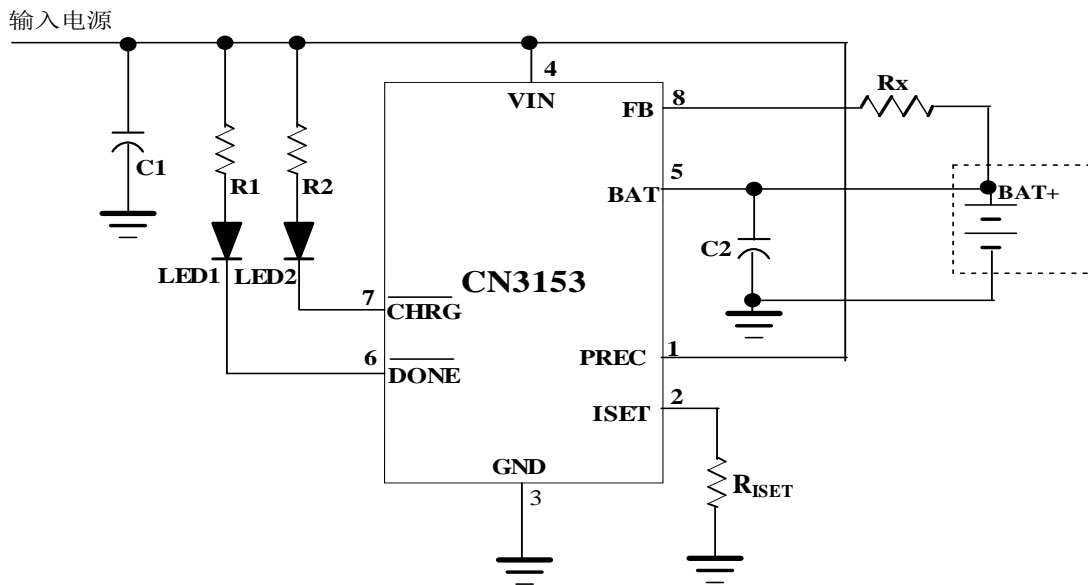 输入电源
4
VIN
FB
8
Rx
C1
R1
R2
BAT
5
BAT+
LED1
LED2
C2
CN3153
7
CHRG
PREC
1
6
DONE
ISET
2
GND
3
RISET